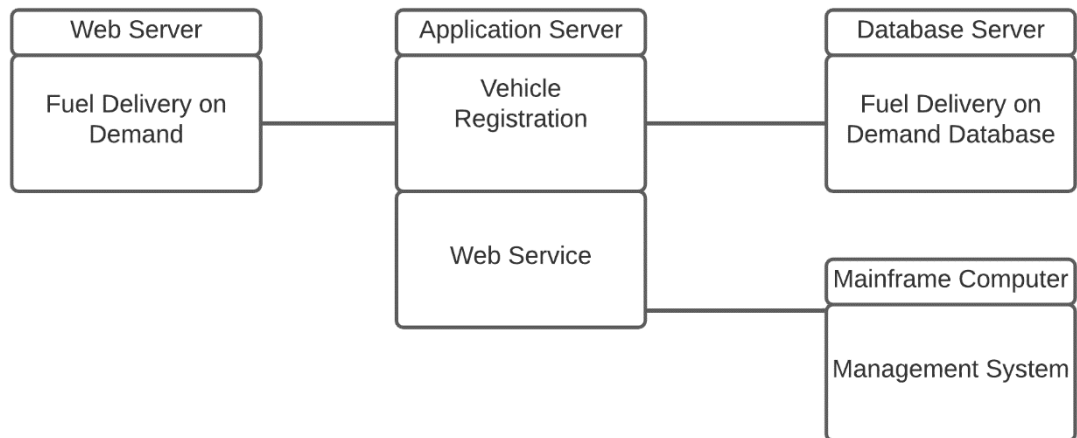 Web Server
Fuel Delivery on
Demand
Application Server
Vehicle
Registration
Web Service
Database Server
Fuel Delivery on
Demand Database
Mainframe Computer
Management System